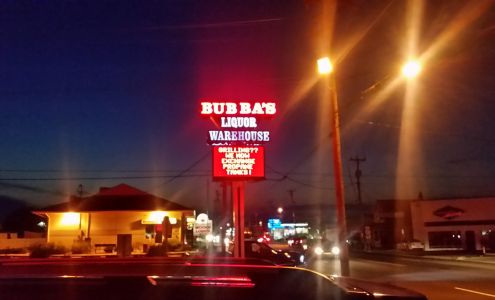 BUBBA'S
LIQUOR
WAREHOUSE
GRILLING??
WE NOW
EXCHANGE
PROPANE
TANKS!